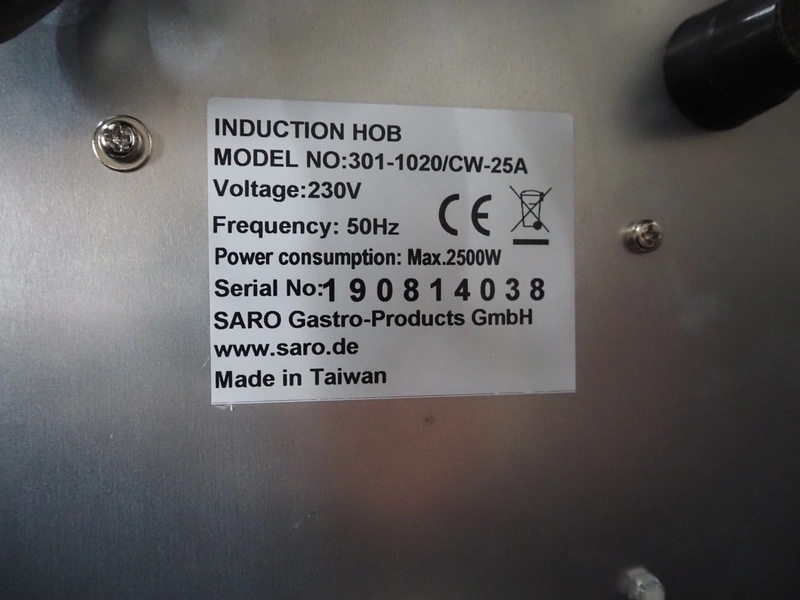 INDUCTION HOB
MODEL NO:301-1020/CW-25A
Voltage:230V
CE
Frequency: 50Hz
Power consumption: Max.2500W
Serial No:190814038
SARO Gastro-Products GmbH
www.saro.de
Made in Taiwan